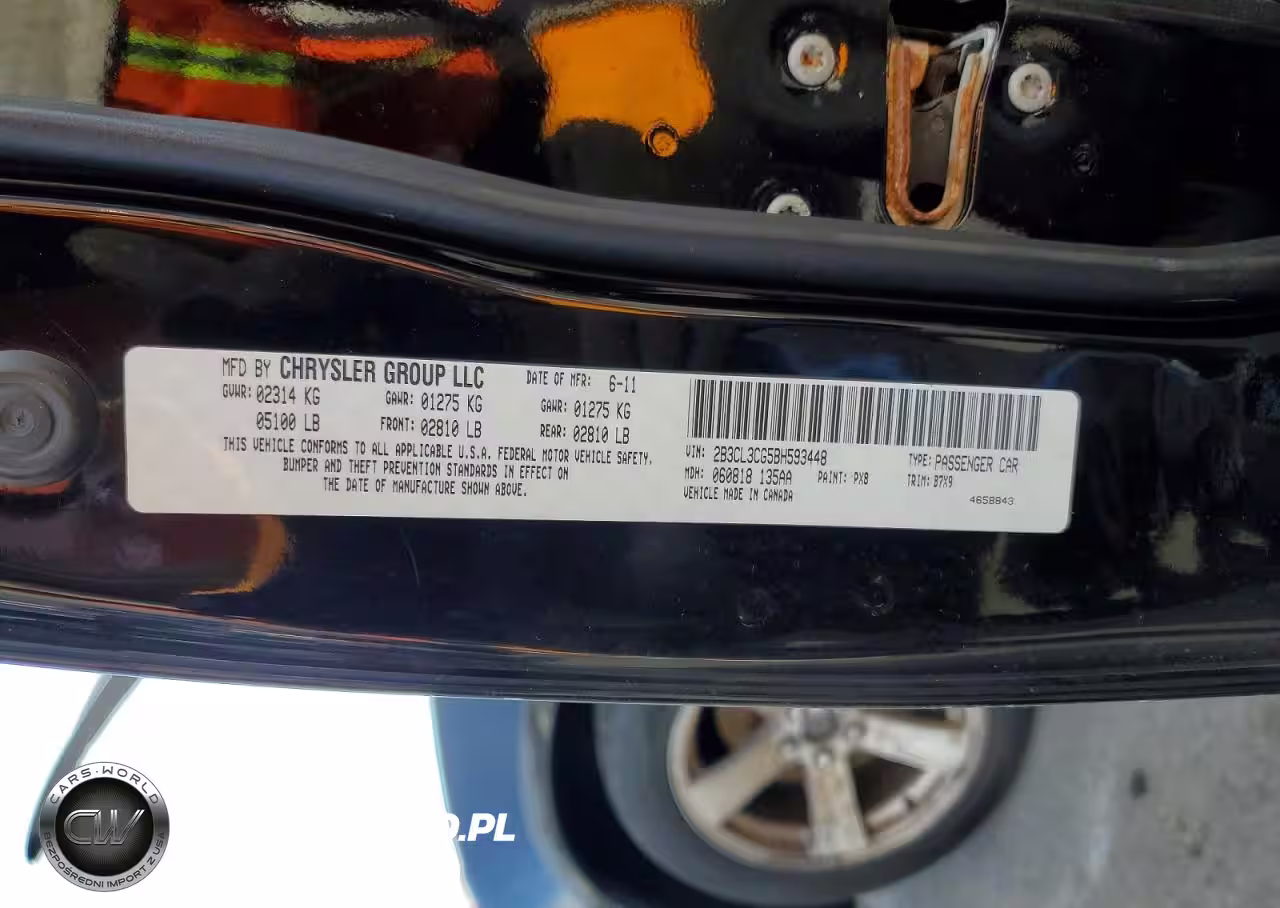 MFD BY CHRYSLER GROUP LLC DATE OF MFR: 6-11
GVWR: 02314 KG GAWR: 01275 KG GAWR: 01275 KG
05100 LB FRONT: 02810 LB REAR: 02810 LB
THIS VEHICLE CONFORMS TO ALL APPLICABLE U.S.A. FEDERAL MOTOR VEHICLE SAFETY,
BUMPER AND THEFT PREVENTION STANDARDS IN EFFECT ON
THE DATE OF MANUFACTURE SHOWN ABOVE.
VIN: 2B3CL3CG5BH593448 TYPE: PASSENGER CAR
MDH: 060818 135AA PAINT: PX8 TRIM: B7X9
VEHICLE MADE IN CANADA 4658843
CARS-WORLD
CW
BEZPOŚREDNI IMPORT Z USA
.PL